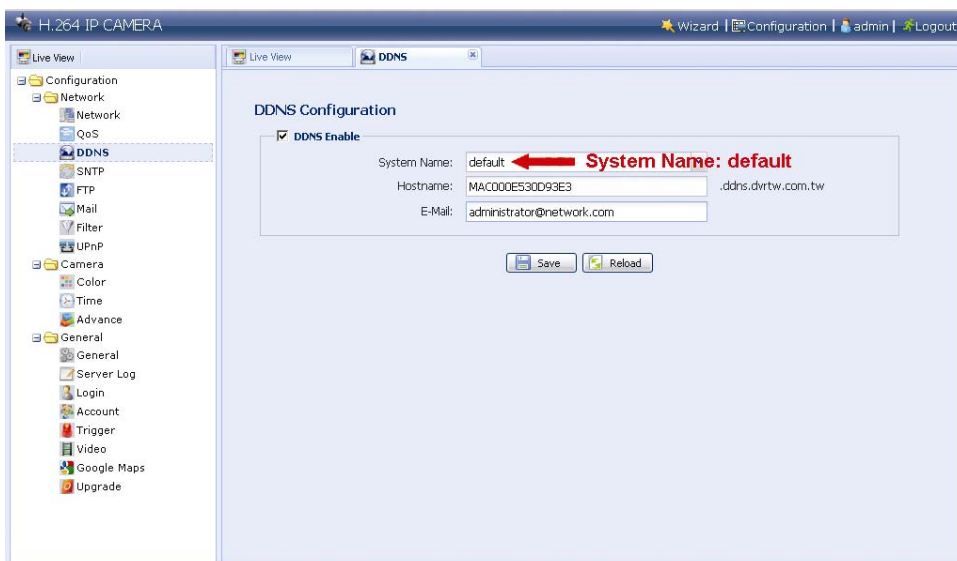 H.264 IP CAMERA
Wizard | Configuration | admin | Logout
Live View
Configuration
Network
Network
QoS
DDNS
SNTP
FTP
Mail
Filter
UPnP
Camera
Color
Time
Advance
General
General
Server Log
Login
Account
Trigger
Video
Google Maps
Upgrade
Live View DDNS
DDNS Configuration
DDNS Enable
System Name: default System Name: default
Hostname: MAC000E530D93E3 .ddns.dvrtw.com.tw
E-Mail: administrator@network.com
Save Reload